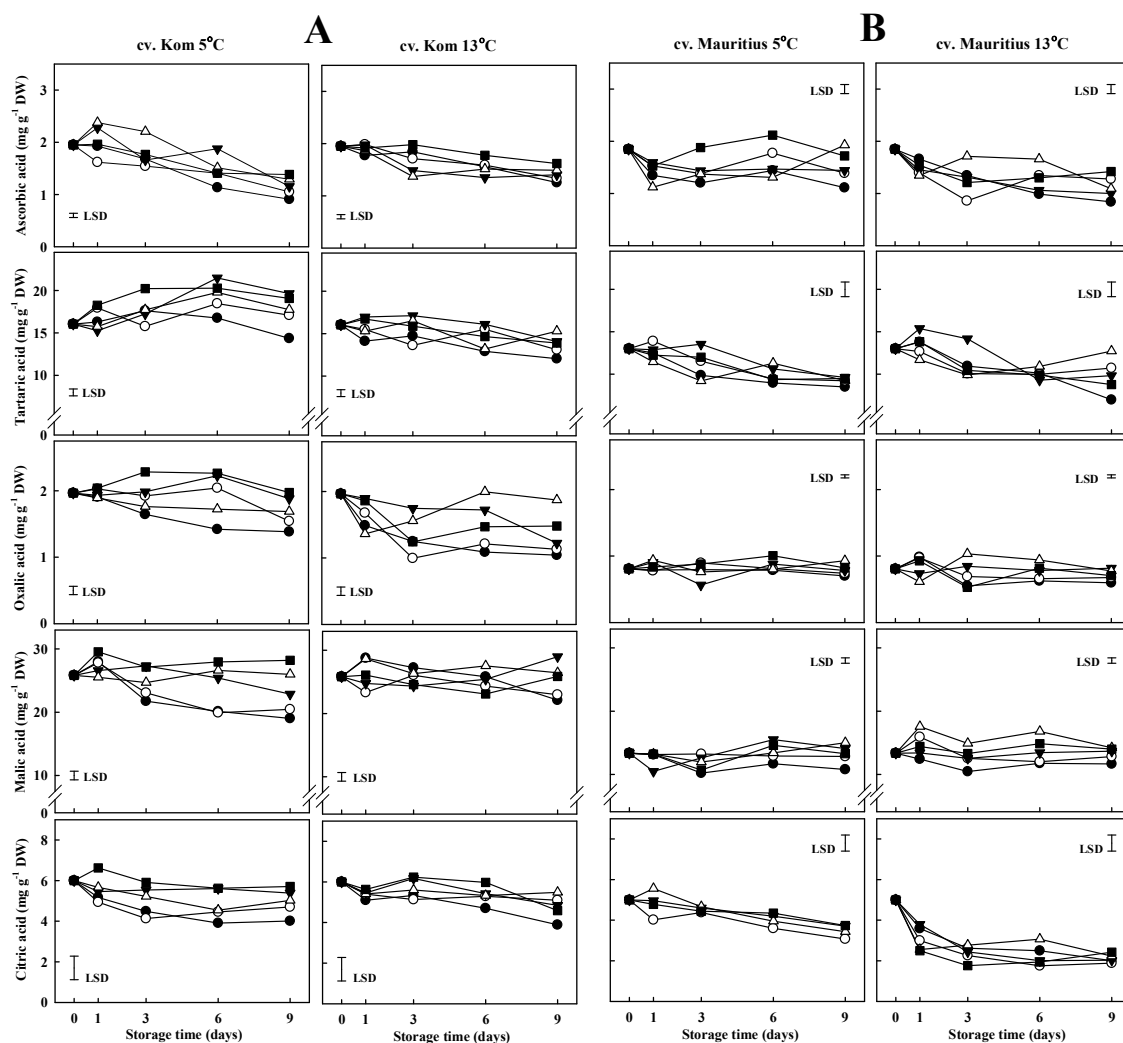 A
B
cv. Kom 5°C
cv. Kom 13°C
cv. Mauritius 5°C
cv. Mauritius 13°C
Ascorbic acid (mg g-1 DW)
3
2
1
0
LSD
LSD
LSD
LSD
Tartaric acid (mg g-1 DW)
20
15
10
0
LSD
LSD
LSD
LSD
Oxalic acid (mg g-1 DW)
2
1
0
LSD
LSD
LSD
LSD
Malic acid (mg g-1 DW)
30
20
10
0
LSD
LSD
LSD
LSD
Citric acid (mg g-1 DW)
8
6
4
2
0
LSD
LSD
LSD
LSD
0 1 3 6 9
0 1 3 6 9
0 1 3 6 9
0 1 3 6 9
Storage time (days)
Storage time (days)
Storage time (days)
Storage time (days)